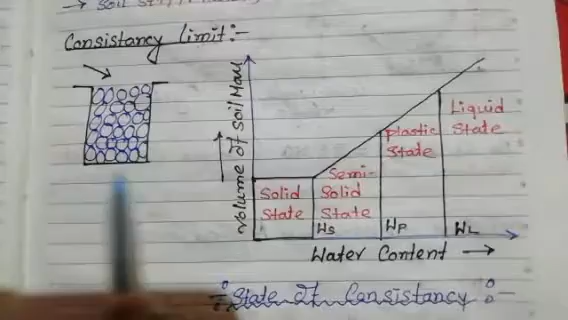 Consistancy limit:-
Volume of Soil Mass
Solid State
Semi-Solid State
Plastic State
Liquid State
Ws
Wp
WL
Water Content →
:State of Consistancy:-